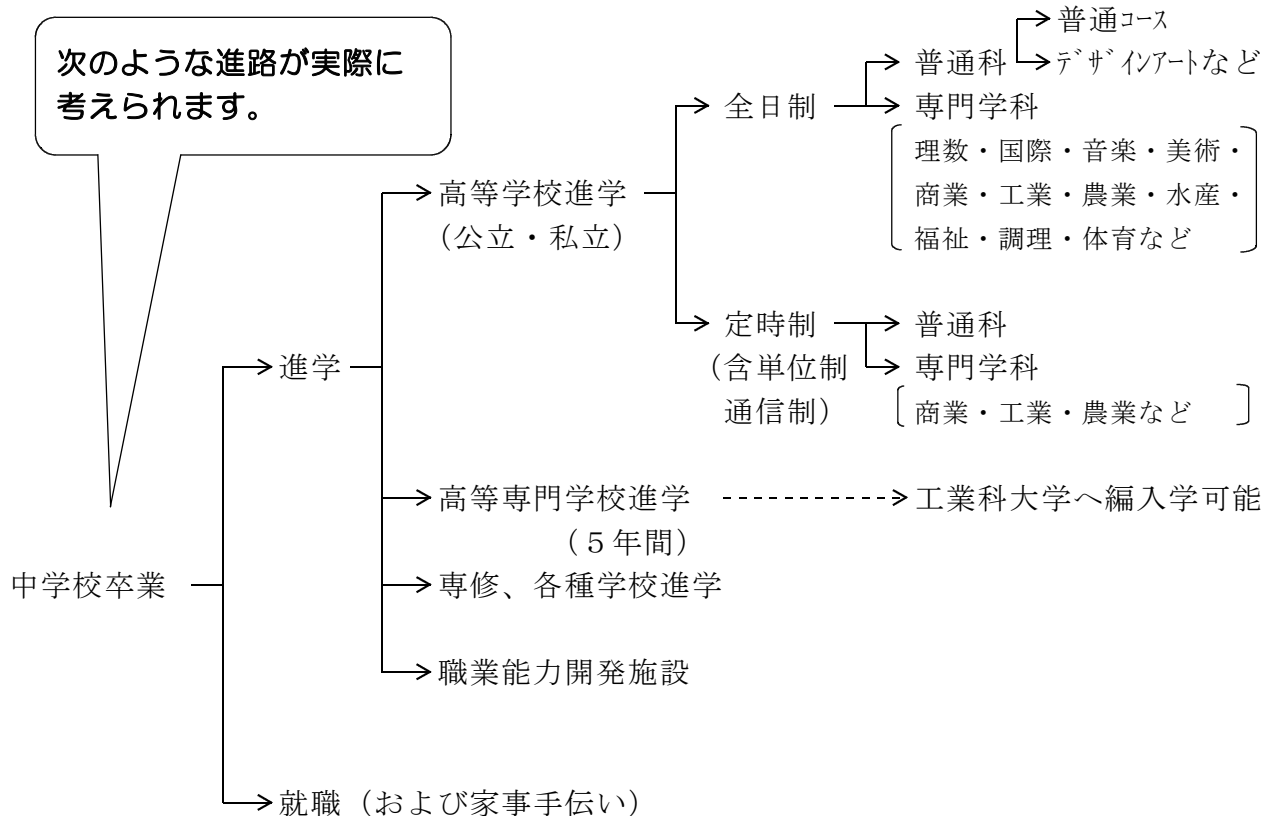 次のような進路が実際に
考えられます。
普通コース
普通科
デザインアートなど
全日制
専門学科
理数・国際・音楽・美術・
商業・工業・農業・水産・
福祉・調理・体育など
高等学校進学
(公立・私立)
定時制
普通科
進学
(含単位制
専門学科
通信制)
商業・工業・農業など
高等専門学校進学
工業科大学へ編入学可能
(5年間)
中学校卒業
専修、各種学校進学
職業能力開発施設
就職(および家事手伝い)